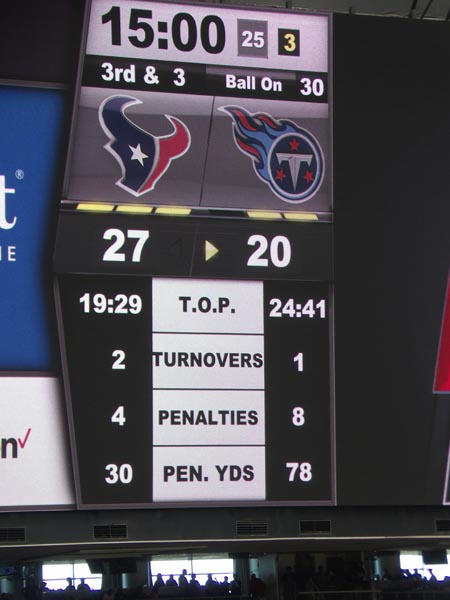 15:00 25 3
3rd & 3 Ball On 30
T
t®
NE
27 20
19:29 T.O.P. 24:41
2 TURNOVERS 1
4 PENALTIES 8
n✓
30 PEN. YDS 78